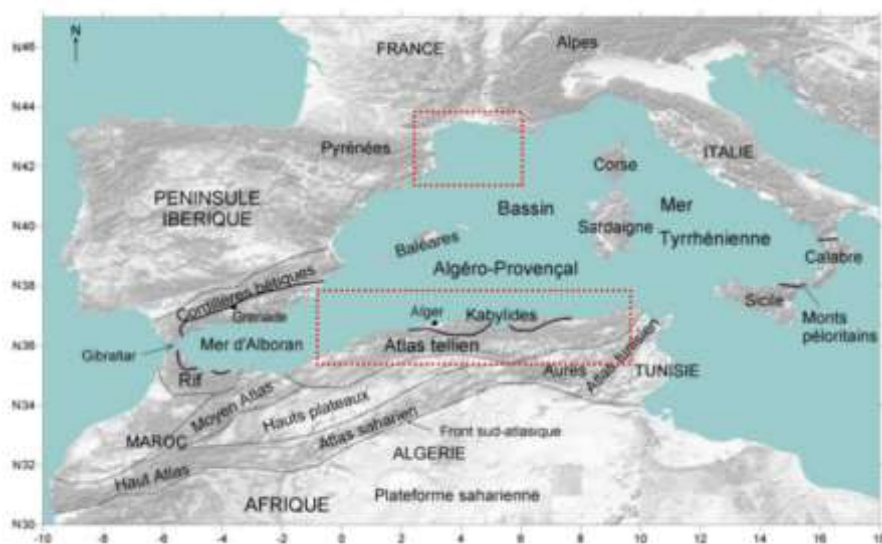 N46
N
FRANCE
Alpes
N44
Pyrénées
N42
Corse
ITALIE
PENINSULE
IBERIQUE
Bassin
Mer
N40
Baléares
Sardaigne
Tyrrhénienne
Calabre
Algéro-Provençal
N38
Cordillères bétiques
Grenade
Alger
Kabylides
Sicile
Monts
péloritains
N36
Gibraltar
Mer d'Alboran
Atlas tellien
Atlas tunisien
Rif
Aurès
TUNISIE
N34
Moyen Atlas
Hauts plateaux
Atlas saharien
Front sud-atlasique
MAROC
ALGERIE
N32
Haut Atlas
AFRIQUE
Plateforme saharienne
N30
-10 -8 -6 -4 -2 0 2 4 6 8 10 12 14 16 18